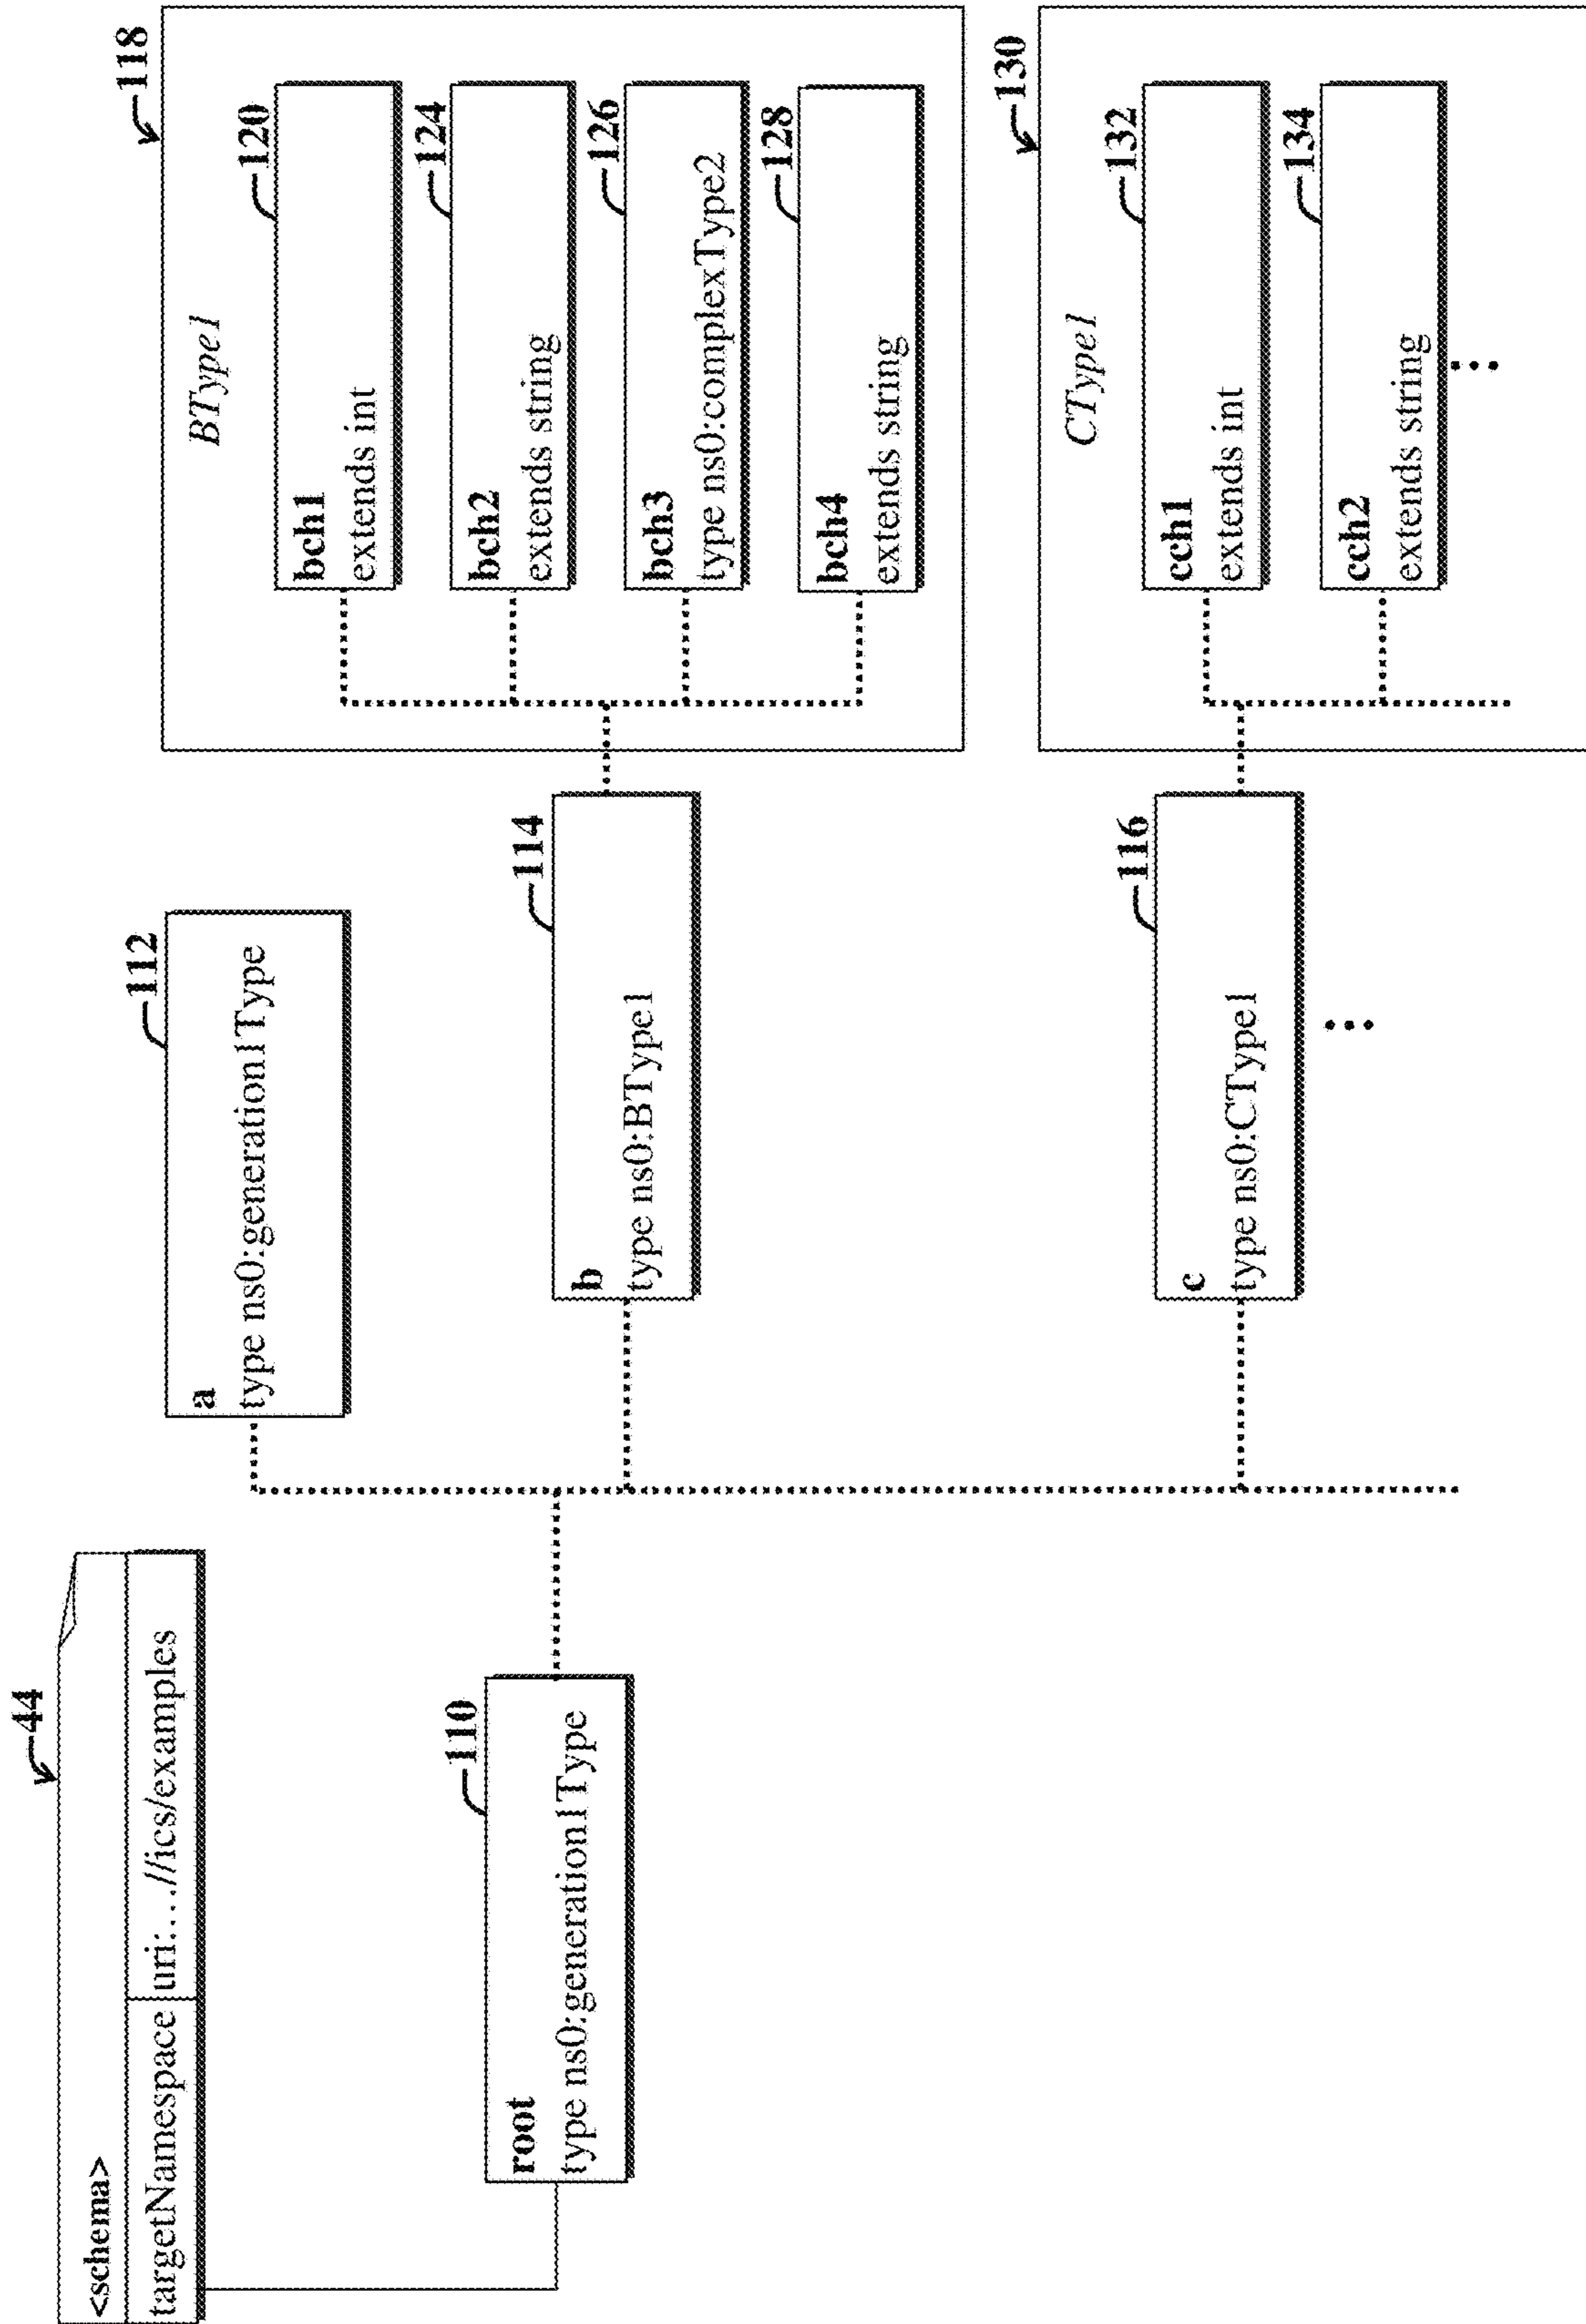 44
<schema>
targetNamespace uri:...//ics/examples
110
root
type ns0:generation1Type
112
a
type ns0:generation1Type
114
b
type ns0:BType1
116
c
type ns0:CType1
⋮
118
BType1
120
bch1
extends int
124
bch2
extends string
126
bch3
type ns0:complexType2
128
bch4
extends string
130
CType1
132
cch1
extends int
134
cch2
extends string
⋮